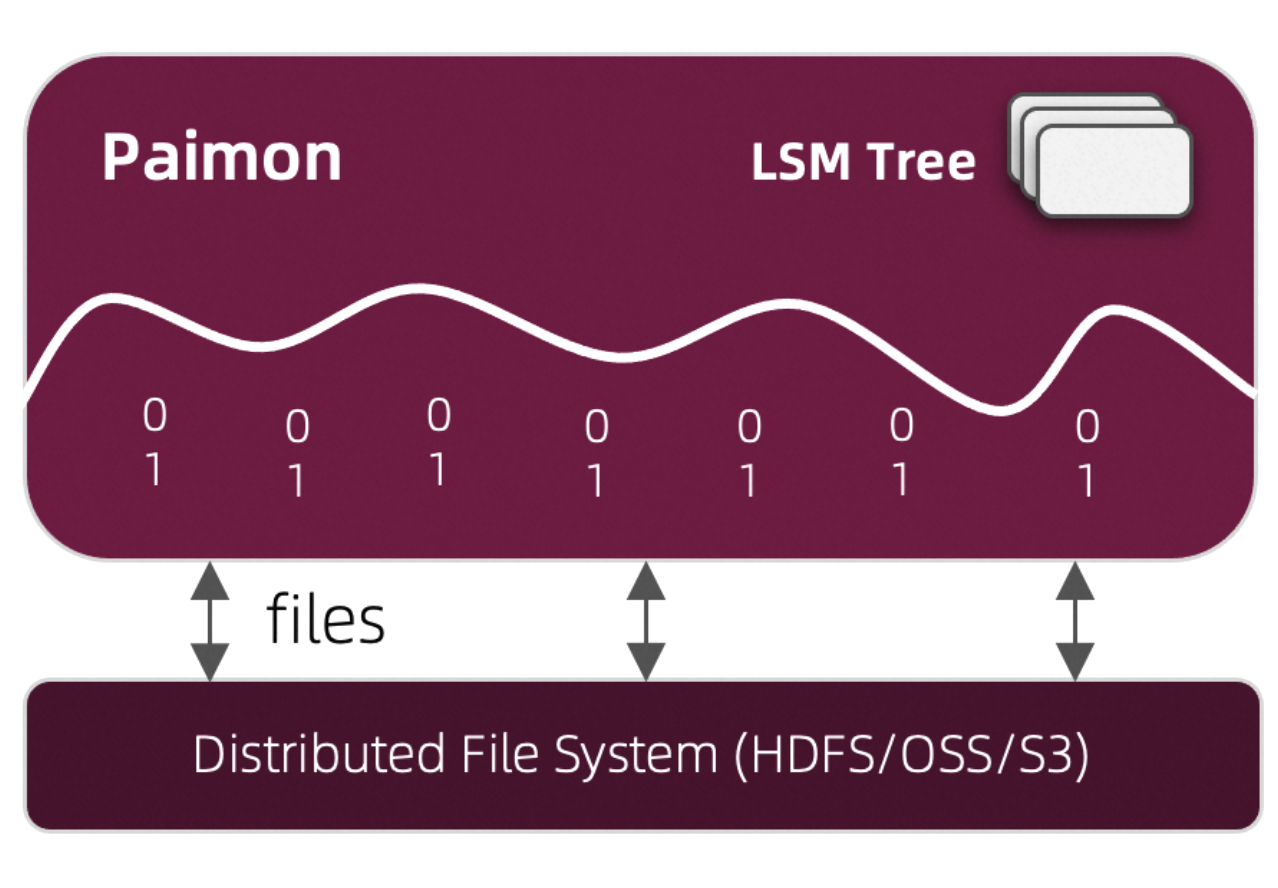 Paimon
LSM Tree
0 0 0 0 0 0 0
1 1 1 1 1 1 1
files
Distributed File System (HDFS/OSS/S3)